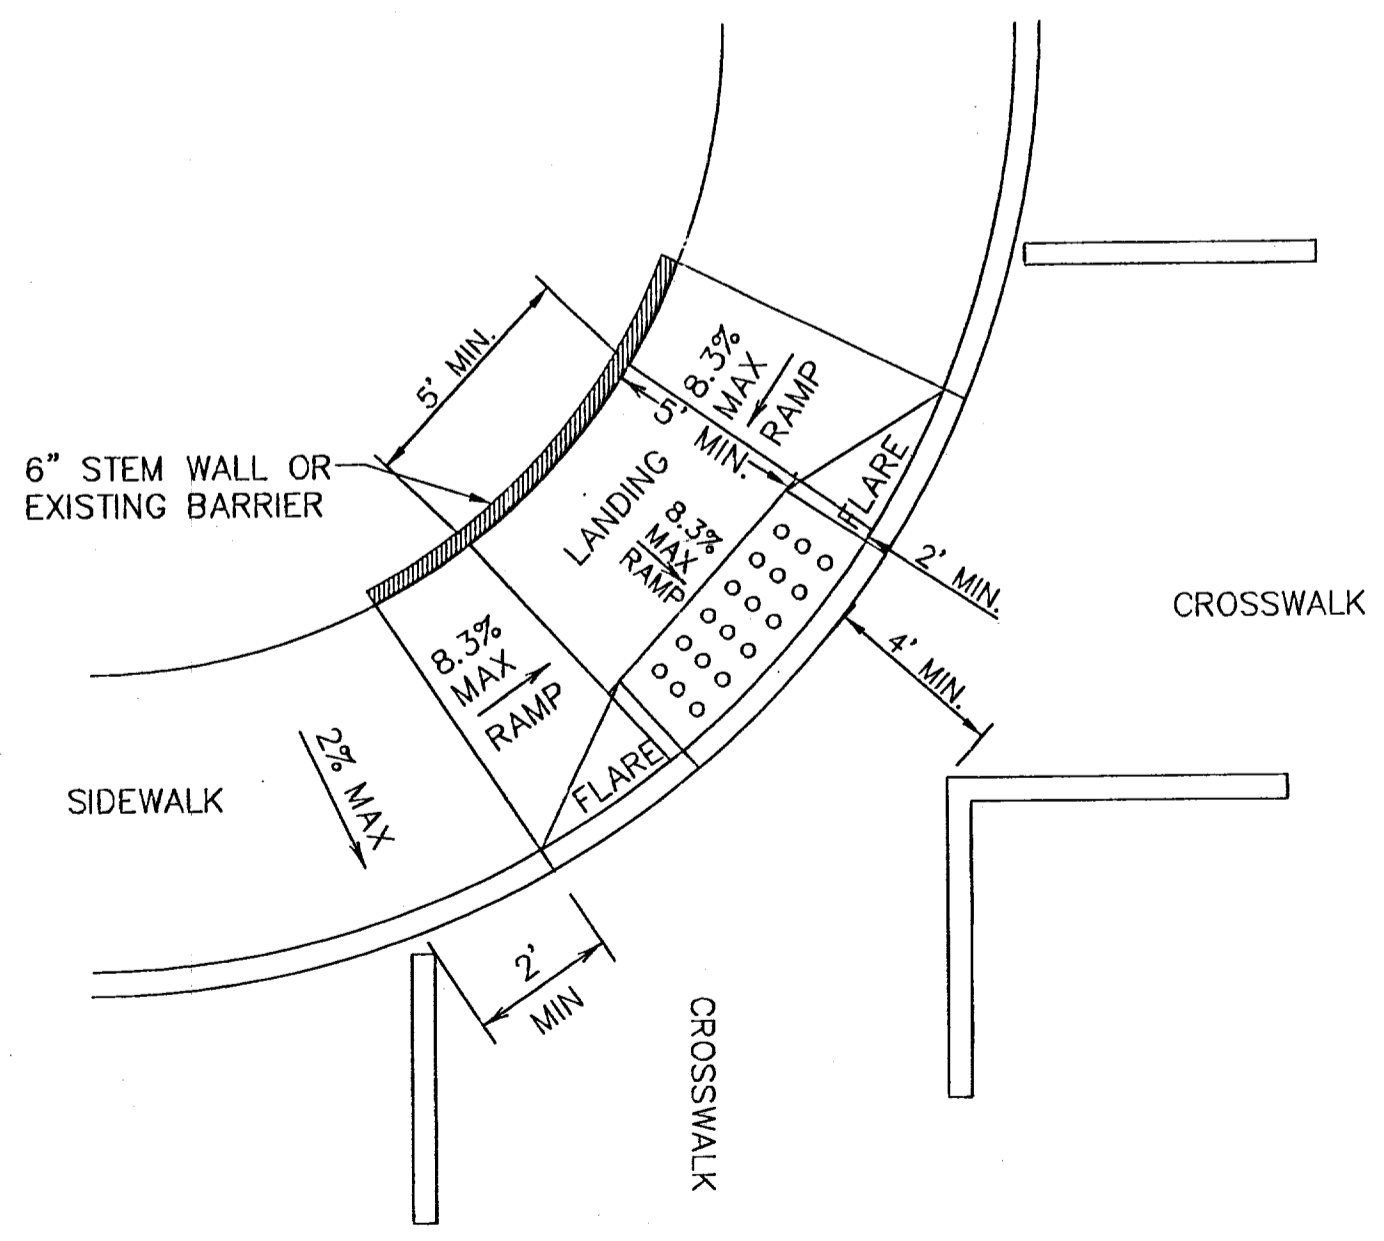 5' MIN.
6" STEM WALL OR
EXISTING BARRIER
8.3%
MAX
RAMP
5' MIN.
FLARE
LANDING
8.3%
MAX
RAMP
2' MIN.
CROSSWALK
4' MIN.
8.3%
MAX
RAMP
FLARE
2% MAX
SIDEWALK
2'
MIN
CROSSWALK